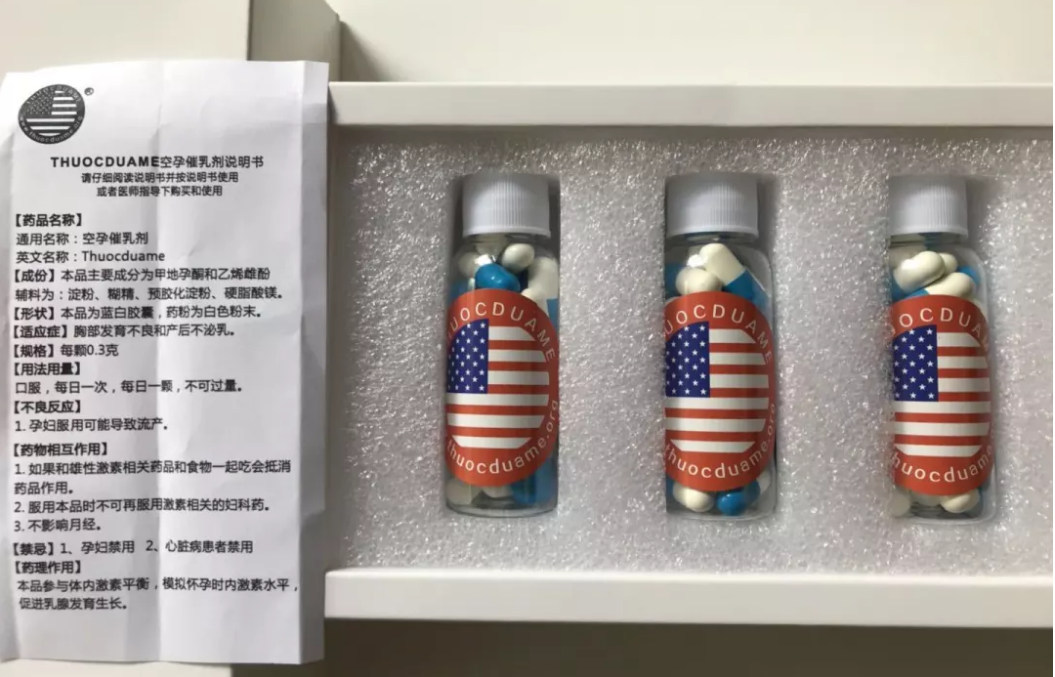 ®
THUOCDUAME空孕催乳剂说明书
请仔细阅读说明书并按说明书使用
或者医师指导下购买和使用
【药品名称】
通用名称：空孕催乳剂
英文名称：Thuocduame
【成份】本品主要成分为甲地孕酮和乙烯雌酚
辅料为：淀粉、糊精、预胶化淀粉、硬脂酸镁。
【形状】本品为蓝白胶囊，药粉为白色粉末。
【适应症】胸部发育不良和产后不泌乳。
【规格】每颗0.3克
【用法用量】
口服，每日一次，每日一颗，不可过量。
【不良反应】
1. 孕妇服用可能导致流产。
【药物相互作用】
1. 如果和雄性激素相关药品和食物一起吃会抵消
药品作用。
2. 服用本品时不可再服用激素相关的妇科药。
3. 不影响月经。
【禁忌】1、孕妇禁用 2、心脏病患者禁用
【药理作用】
本品参与体内激素平衡，模拟怀孕时内激素水平，
促进乳腺发育生长。
UOCDUAME
thuocduame.org
UOCDUAME
thuocduame.org
UOCDUA
thuocduame.